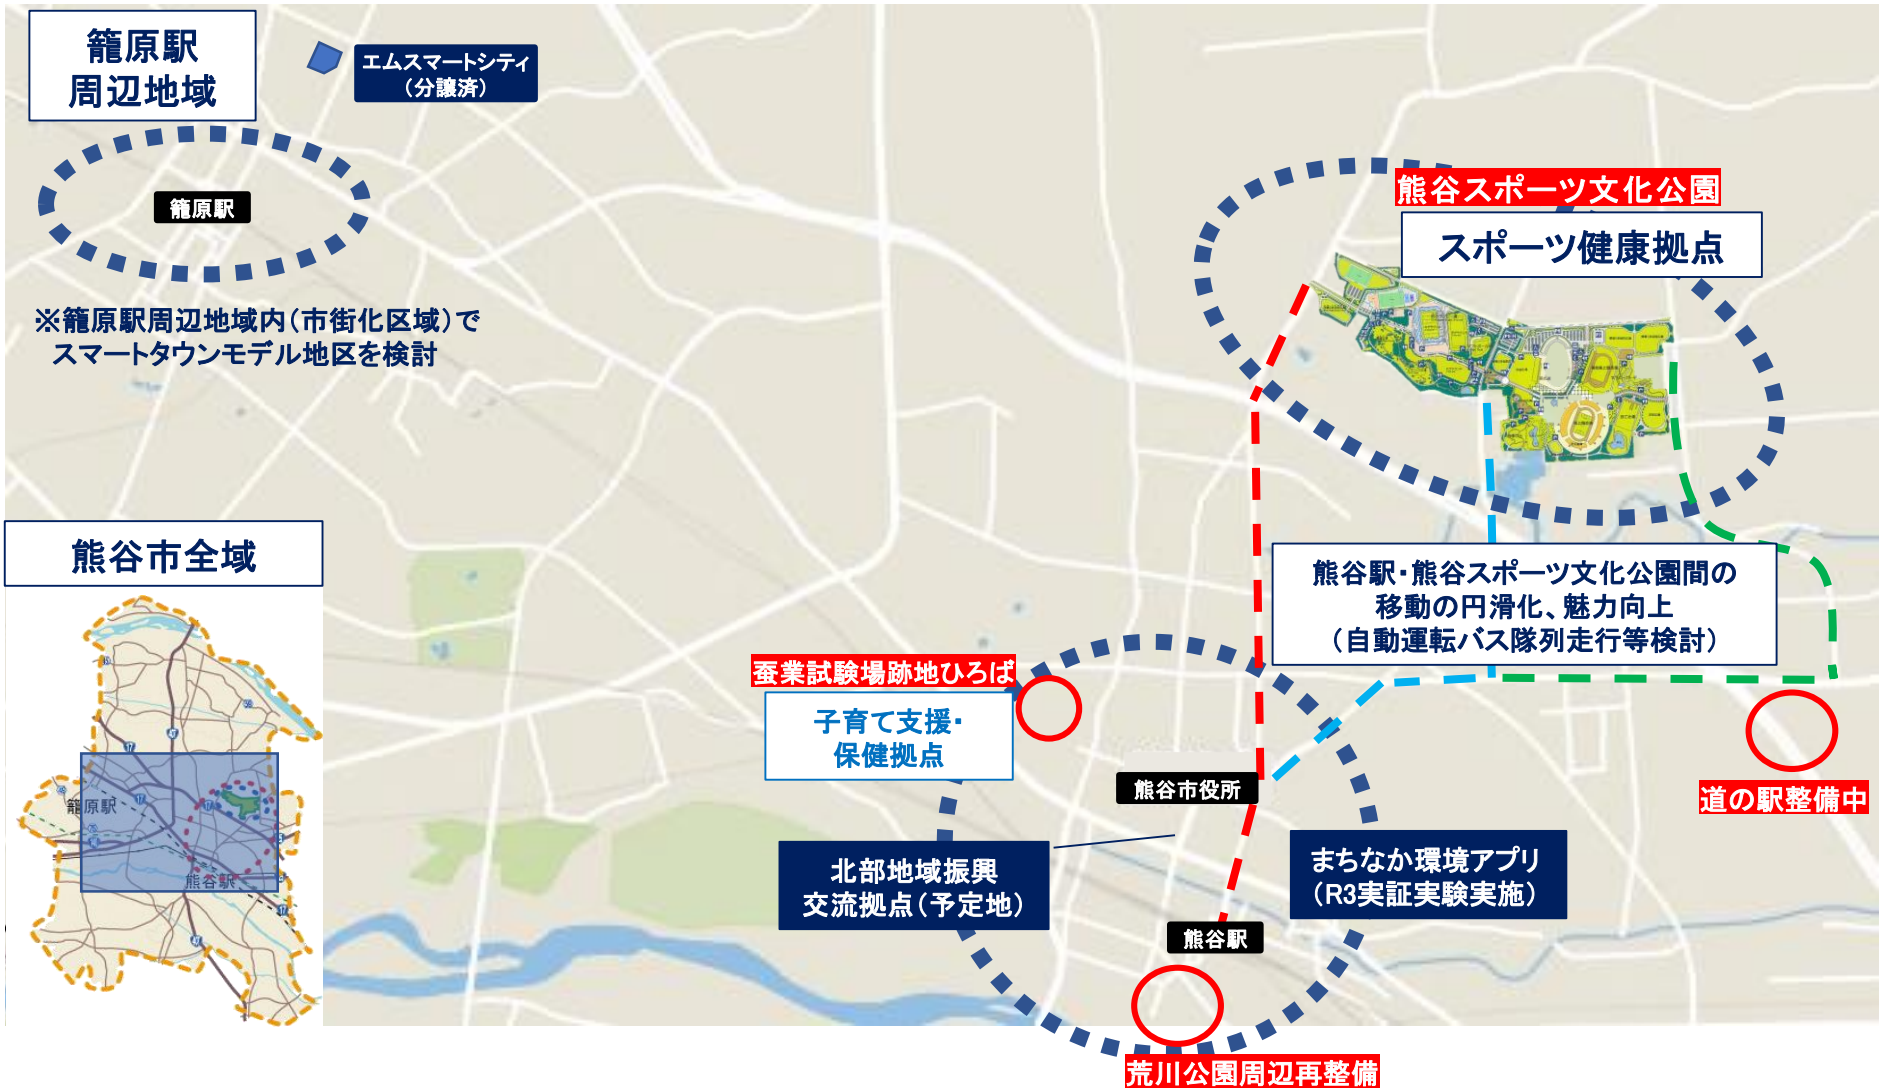 籠原駅
周辺地域
エムスマートシティ
（分譲済）
籠原駅
※籠原駅周辺地域内（市街化区域）で
スマートタウンモデル地区を検討
熊谷スポーツ文化公園
スポーツ健康拠点
熊谷市全域
籠原駅
熊谷駅
17
17
17
17
熊谷駅・熊谷スポーツ文化公園間の
移動の円滑化、魅力向上
（自動運転バス隊列走行等検討）
蚕業試験場跡地ひろば
子育て支援・
保健拠点
熊谷市役所
道の駅整備中
北部地域振興
交流拠点（予定地）
まちなか環境アプリ
（R3実証実験実施）
熊谷駅
荒川公園周辺再整備